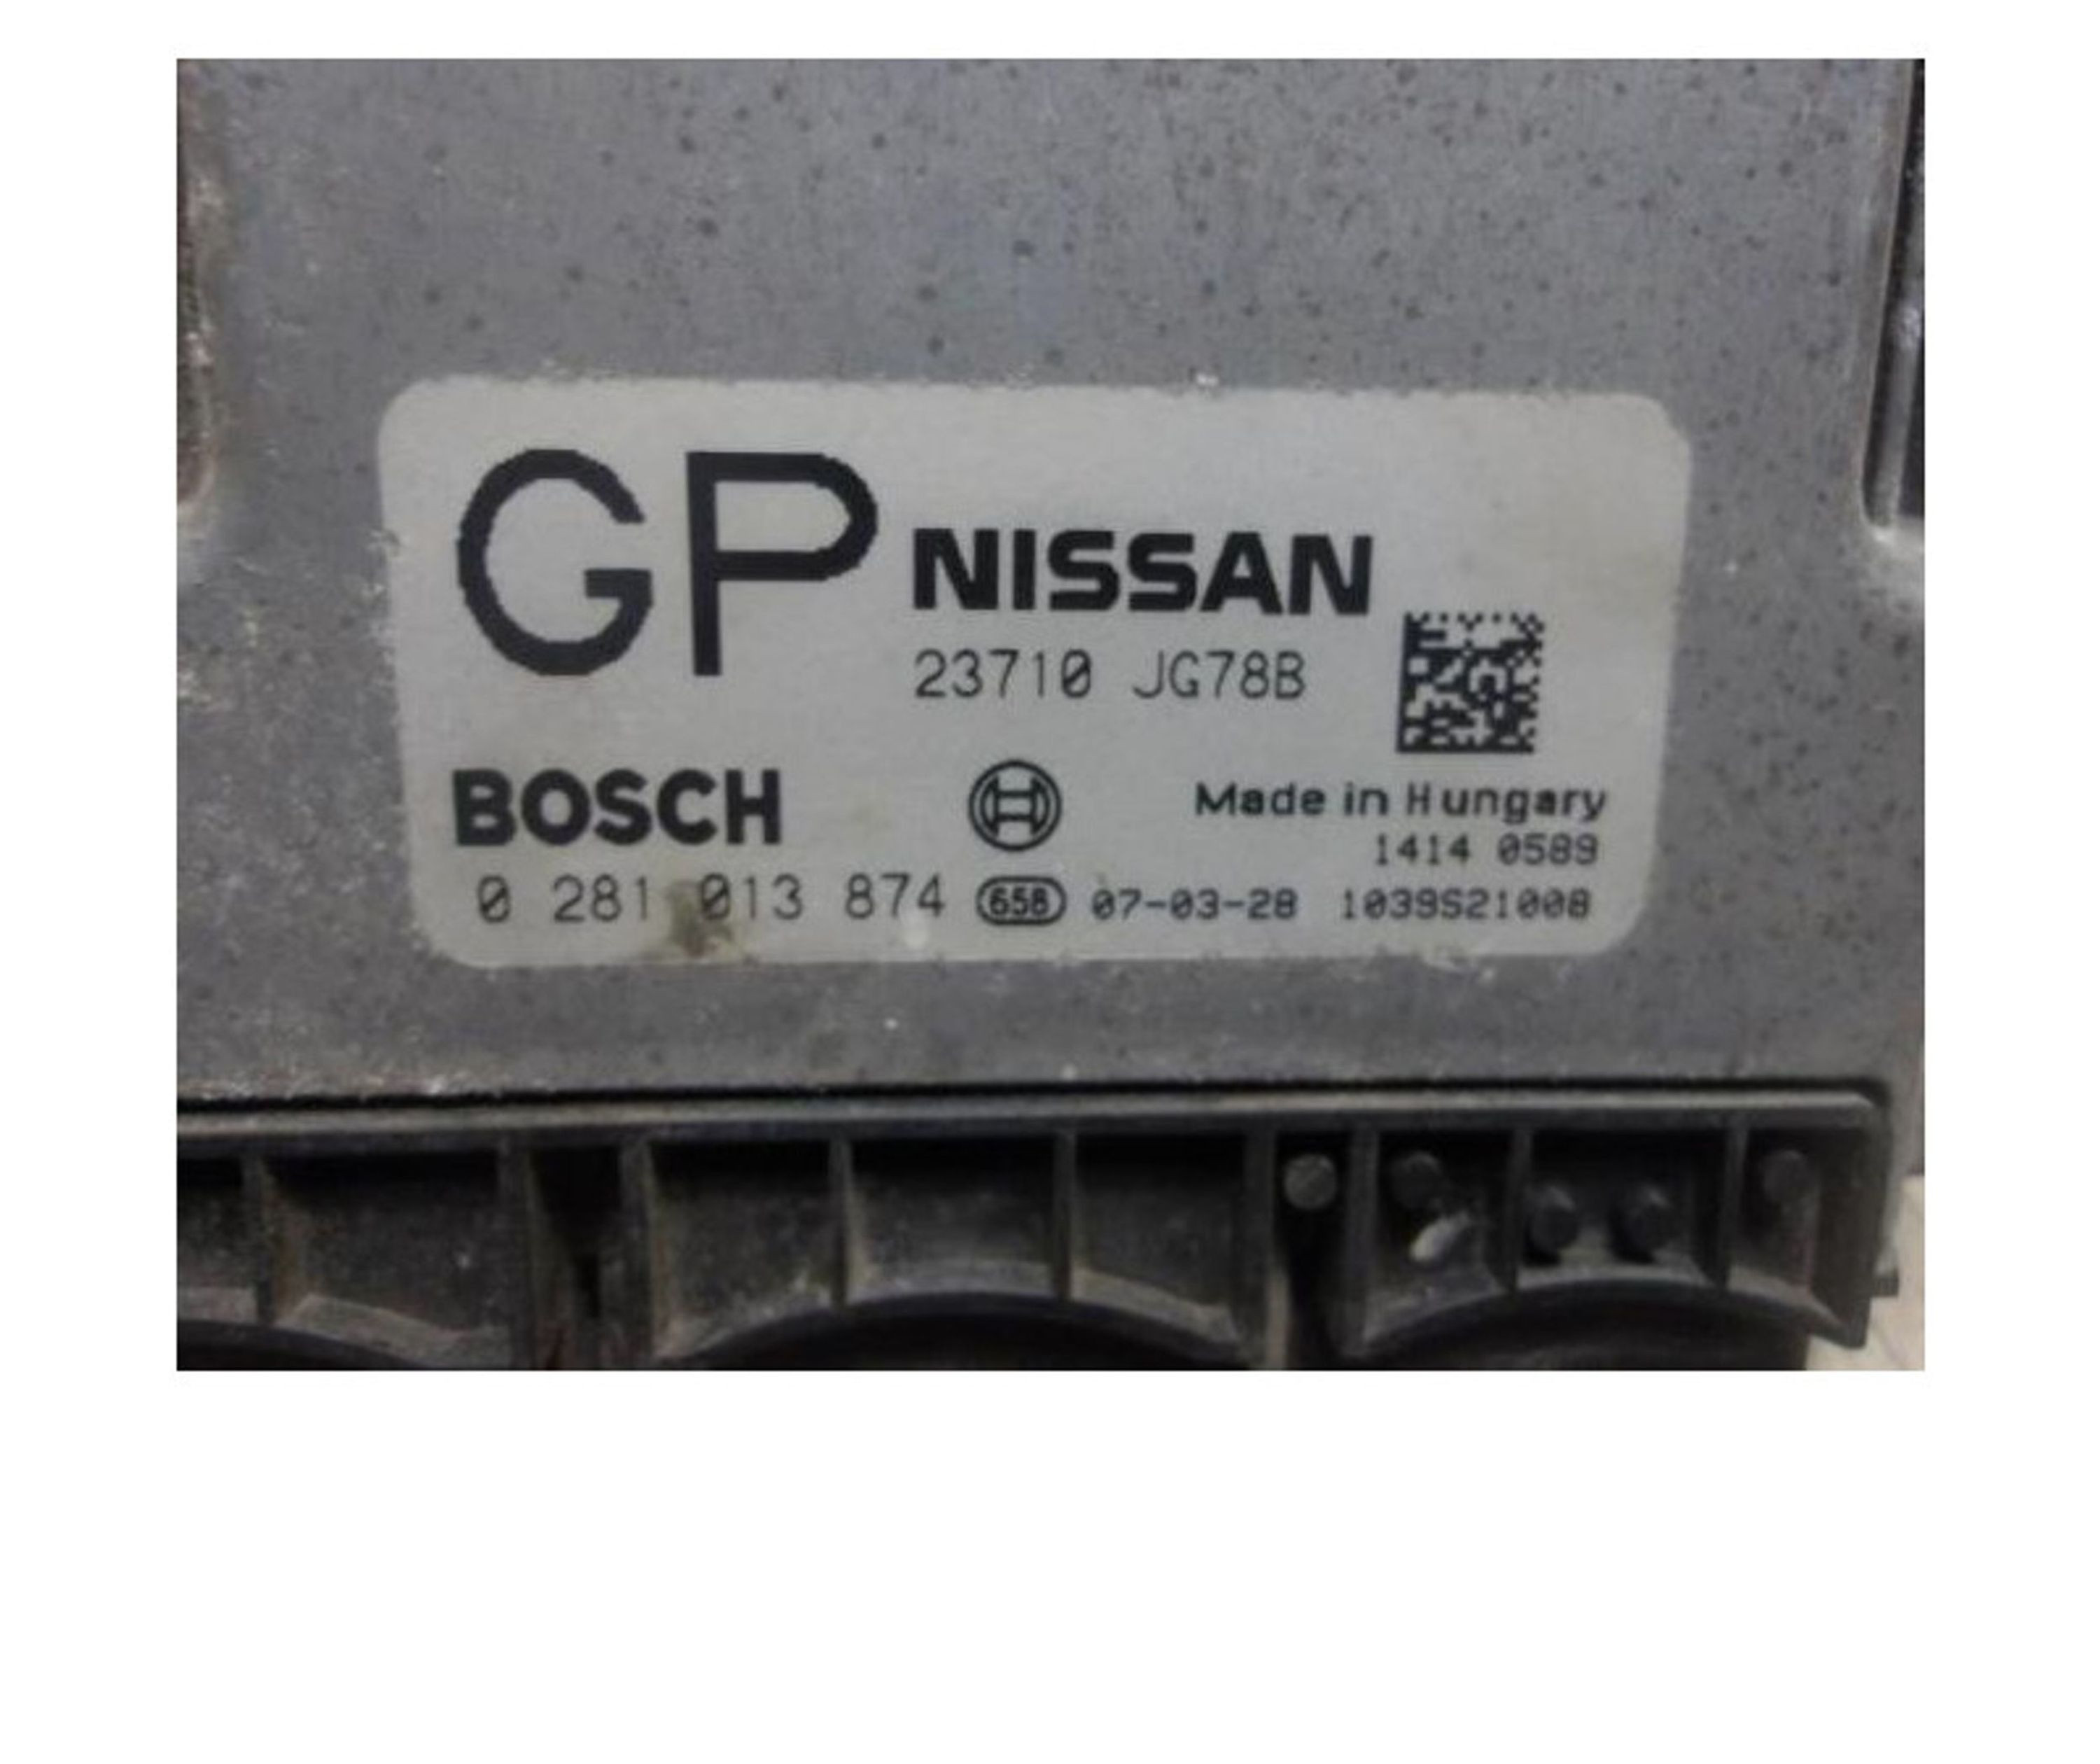 GP NISSAN
23710 JG78B
BOSCH
Made in Hungary
1414 0589
0 281 013 874 658 07-03-28 1039S21008